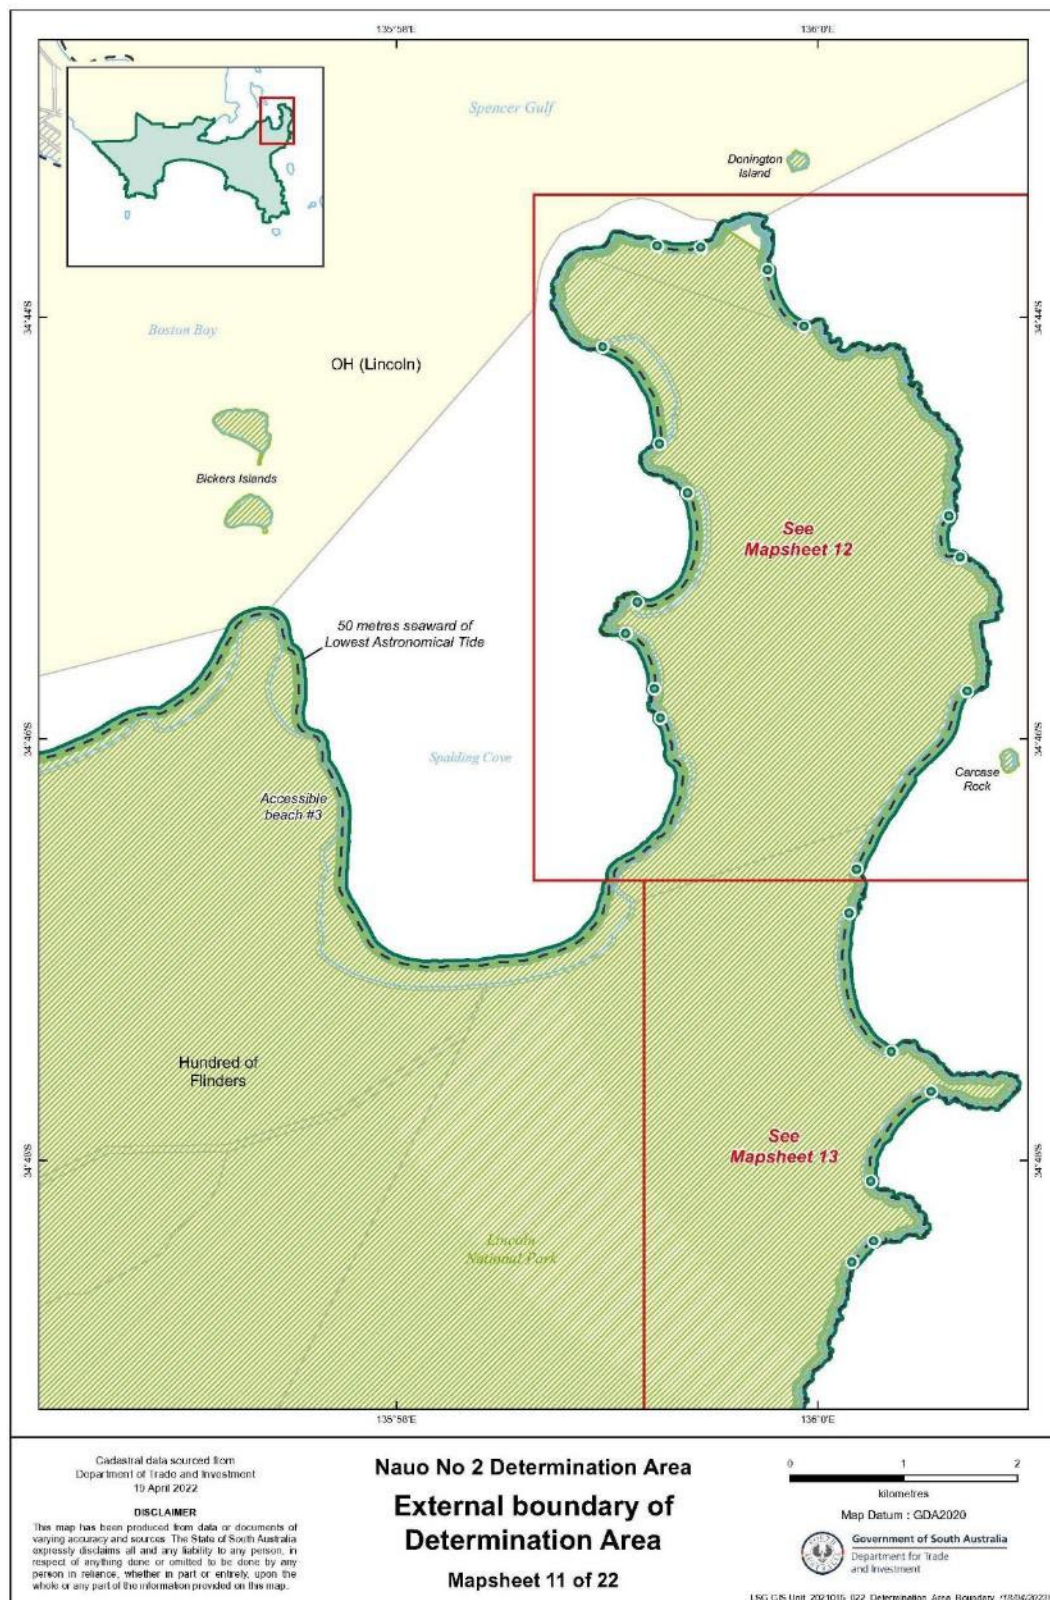 135°58'E
136°0'E
Spencer Gulf
Donington
Island
34°44'S
34°44'S
Boston Bay
OH (Lincoln)
Bickers Islands
See
Mapsheet 12
50 metres seaward of
Lowest Astronomical Tide
34°46'S
34°46'S
Spalding Cove
Carcase
Rock
Accessible
beach #3
Hundred of
Flinders
See
Mapsheet 13
34°48'S
34°48'S
Lincoln
National Park
135°58'E
136°0'E
Cadastral data sourced from
Department of Trade and Investment
19 April 2022
DISCLAIMER
This map has been produced from data or documents of
varying accuracy and sources. The State of South Australia
expressly disclaims all and any liability to any person, in
respect of anything done or omitted to be done by any
person in reliance, whether in part or entirely, upon the
whole or any part of the information provided on this map.
Nauo No 2 Determination Area
External boundary of
Determination Area
Mapsheet 11 of 22
0 1 2
kilometres
Map Datum : GDA2020
Government of South Australia
Department for Trade
and Investment